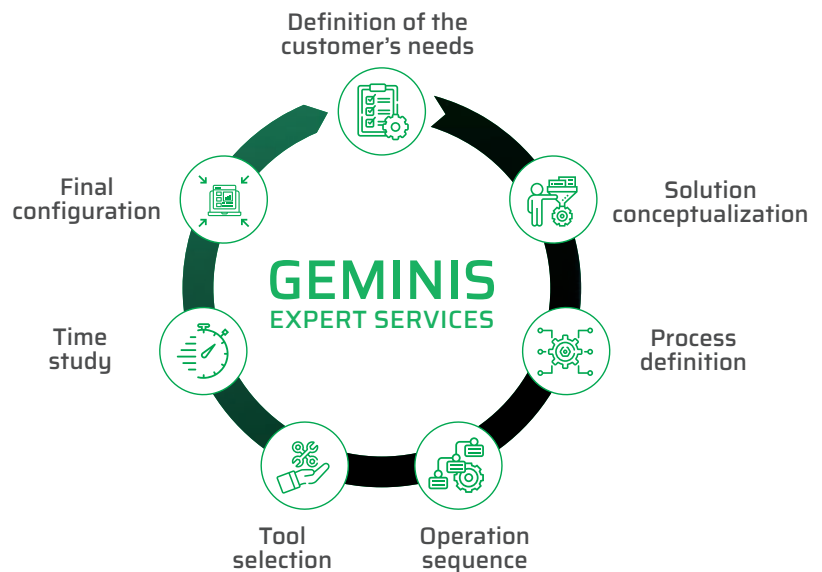 Definition of the
customer’s needs
Solution
conceptualization
Process
definition
Operation
sequence
Tool
selection
Time
study
Final
configuration
GEMINIS
EXPERT SERVICES